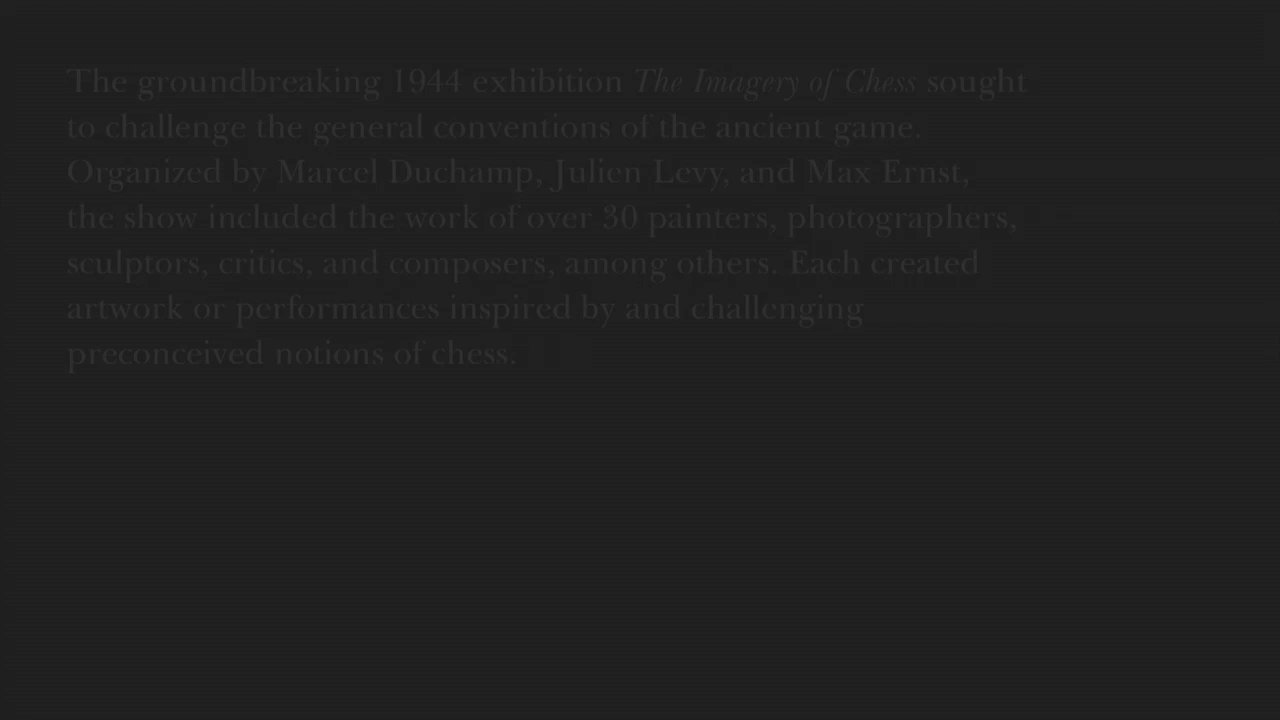 The groundbreaking 1944 exhibition The Imagery of Chess sought
to challenge the general conventions of the ancient game.
Organized by Marcel Duchamp, Julien Levy, and Max Ernst,
the show included the work of over 30 painters, photographers,
sculptors, critics, and composers, among others. Each created
artwork or performances inspired by and challenging
preconceived notions of chess.